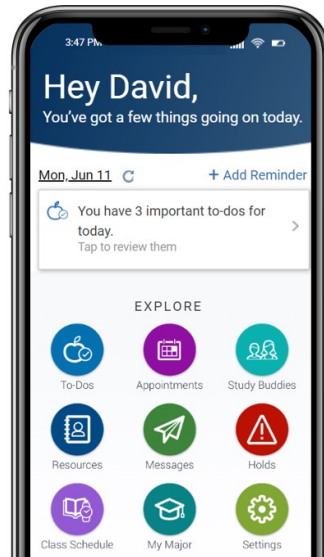 3:47 PM
Hey David,
You've got a few things going on today.
Mon, Jun 11
+ Add Reminder
You have 3 important to-dos for
today.
Tap to review them
EXPLORE
To-Dos
Appointments
Study Buddies
Resources
Messages
Holds
Class Schedule
My Major
Settings